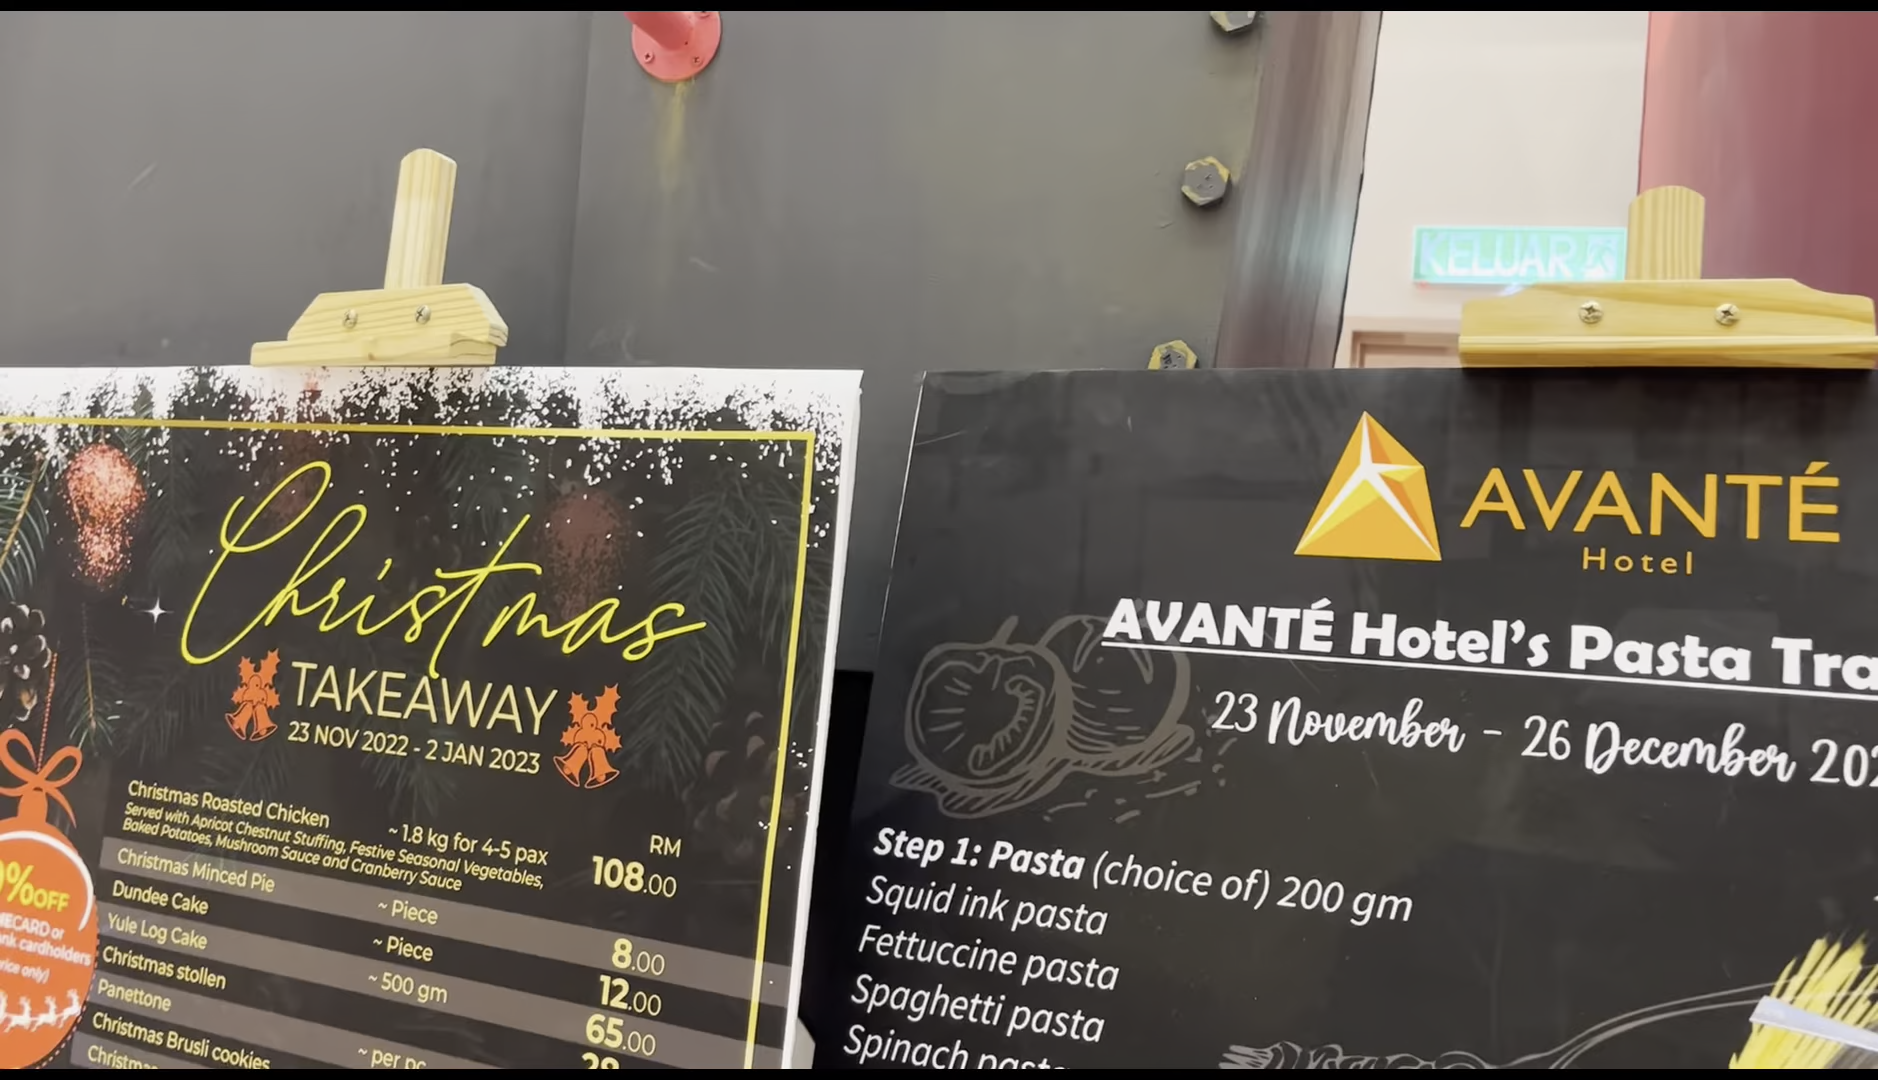 KELUAR
Christmas
TAKEAWAY
23 NOV 2022 - 2 JAN 2023
RM
Christmas Roasted Chicken ~ 1.8 kg for 4-5 pax 108.00
Served with Apricot Chestnut Stuffing, Festive Seasonal Vegetables,
Baked Potatoes, Mushroom Sauce and Cranberry Sauce
Christmas Minced Pie ~ Piece 8.00
Dundee Cake ~ Piece 12.00
Yule Log Cake ~ 500 gm 65.00
Christmas stollen
Panettone
Christmas Brusli cookies ~ per pc
%OFF
cardholders
only)
AVANTÉ
Hotel
AVANTÉ Hotel's Pasta
23 November - 26 December
Step 1: Pasta (choice of) 200 gm
Squid ink pasta
Fettuccine pasta
Spaghetti pasta
Spinach